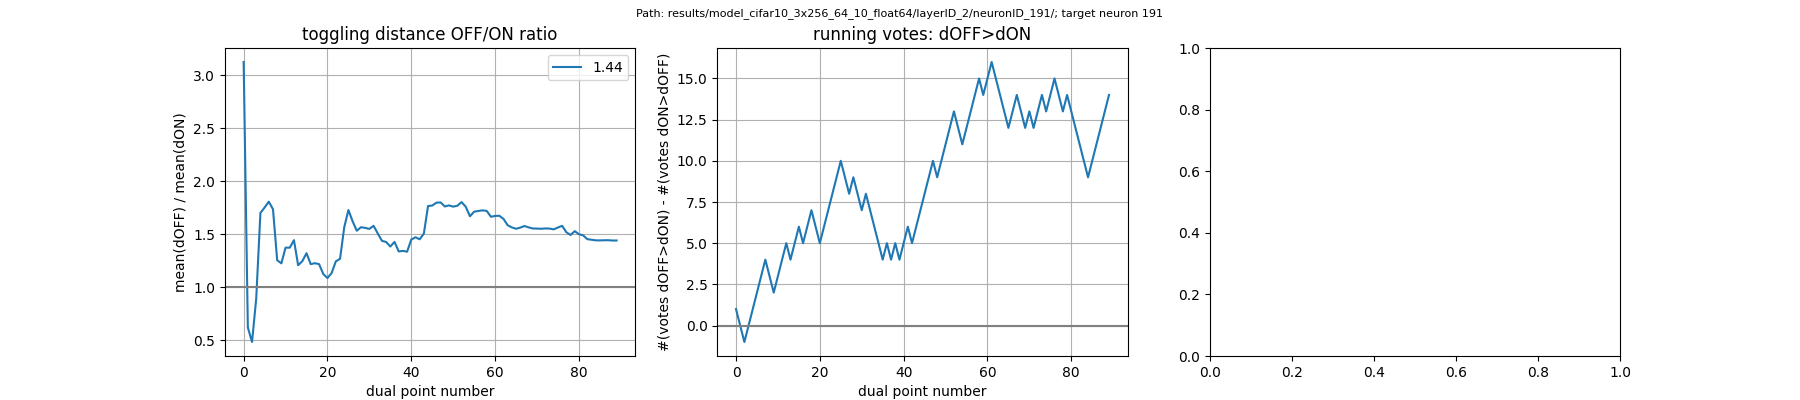 Path: results/model_cifar10_3x256_64_10_float64/layerID_2/neuronID_191/; target neuron 191
toggling distance OFF/ON ratio
mean(dOFF) / mean(dON)
3.0
2.5
2.0
1.5
1.0
0.5
1.44
0 20 40 60 80
dual point number
running votes: dOFF>dON
#(votes dOFF>dON) - #(votes dON>dOFF)
15.0
12.5
10.0
7.5
5.0
2.5
0.0
0 20 40 60 80
dual point number
1.0
0.8
0.6
0.4
0.2
0.0
0.0 0.2 0.4 0.6 0.8 1.0